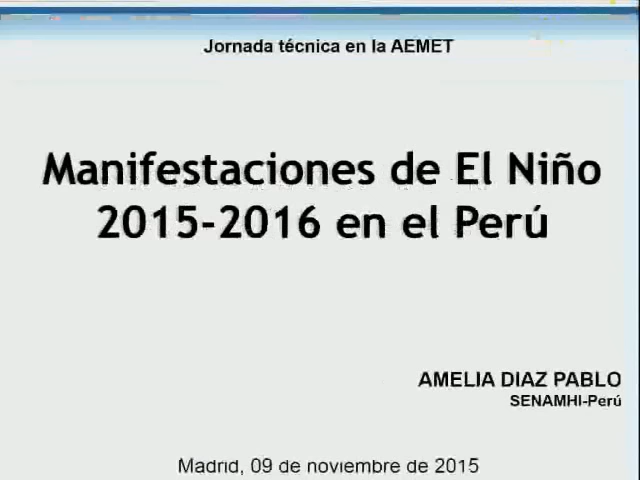 Jornada técnica en la AEMET
Manifestaciones de El Niño
2015-2016 en el Perú
AMELIA DIAZ PABLO
SENAMHI-Perú
Madrid, 09 de noviembre de 2015